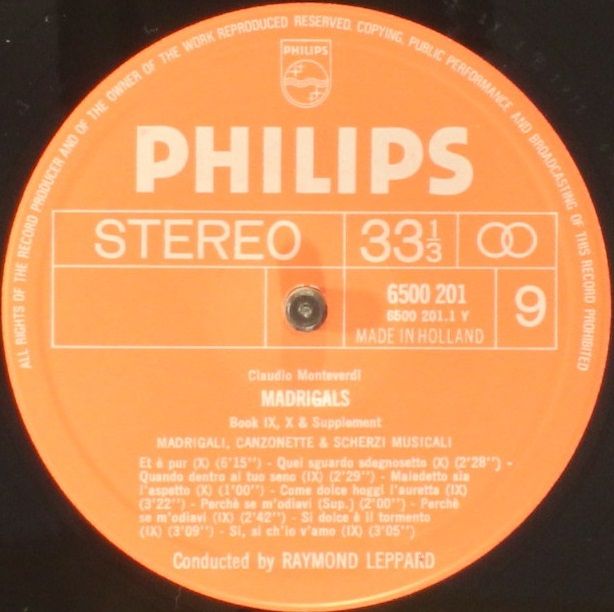 ALL RIGHTS OF THE RECORD PRODUCER AND OF THE OWNER OF THE WORK REPRODUCED RESERVED. COPYING, PUBLIC PERFORMANCE AND BROADCASTING OF THIS RECORD PROHIBITED
PHILIPS
PHILIPS
STEREO 33 1/3
6500 201 9
6500 201.1 Y
MADE IN HOLLAND
Claudio Monteverdi
MADRIGALS
Book IX, X & Supplement
MADRIGALI, CANZONETTE & SCHERZI MUSICALI
Et è pur (X) (6'15'') - Quel sguardo sdegnosetto (X) (2'28'') -
Quando dentro al tuo seno (IX) (2'29'') - Maledetto sia
l'aspetto (X) (1'00'') - Come dolce hoggi l'auretta (IX)
(3'22'') - Perchè se m'odiavi (Sup.) (2'00'') - Perchè
se m'odiavi (IX) (2'42'') - Si dolce è il tormento
(IX) (3'09'') - Si, si ch'io v'amo (IX) (3'05'')
Conducted by RAYMOND LEPPARD